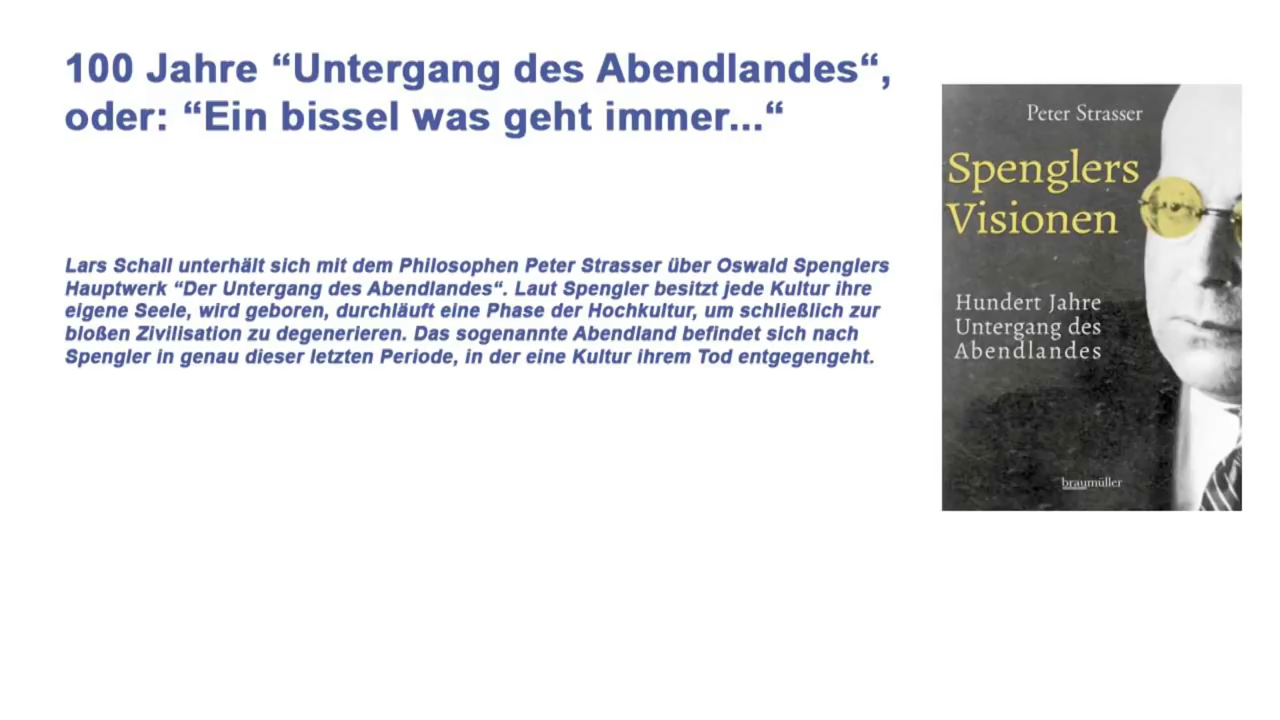 100 Jahre “Untergang des Abendlandes“,
oder: “Ein bissel was geht immer...“
Lars Schall unterhält sich mit dem Philosophen Peter Strasser über Oswald Spenglers
Hauptwerk “Der Untergang des Abendlandes“. Laut Spengler besitzt jede Kultur ihre
eigene Seele, wird geboren, durchläuft eine Phase der Hochkultur, um schließlich zur
bloßen Zivilisation zu degenerieren. Das sogenannte Abendland befindet sich nach
Spengler in genau dieser letzten Periode, in der eine Kultur ihrem Tod entgegengeht.
Peter Strasser
Spenglers
Visionen
Hundert Jahre
Untergang des
Abendlandes
braumüller